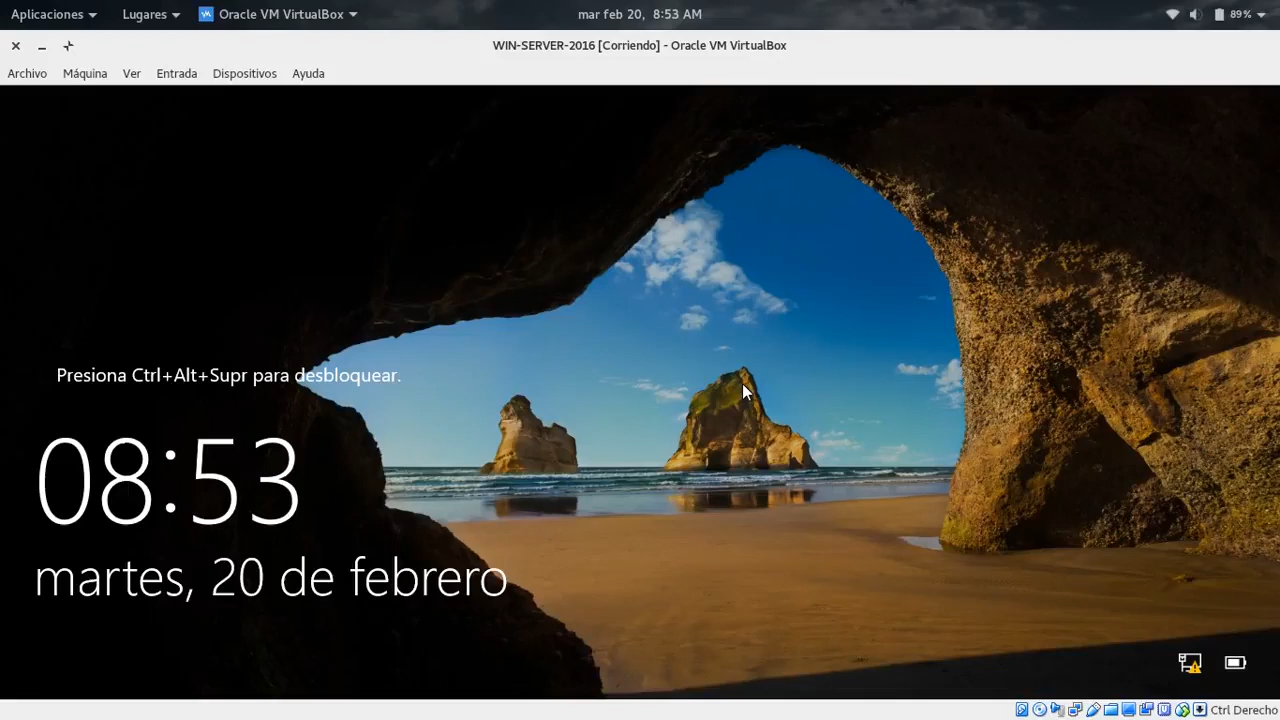 Aplicaciones Lugares Oracle VM VirtualBox mar feb 20, 8:53 AM 89%
WIN-SERVER-2016 [Corriendo] - Oracle VM VirtualBox
Archivo Máquina Ver Entrada Dispositivos Ayuda
Presiona Ctrl+Alt+Supr para desbloquear.
08:53
martes, 20 de febrero
Ctrl Derecho